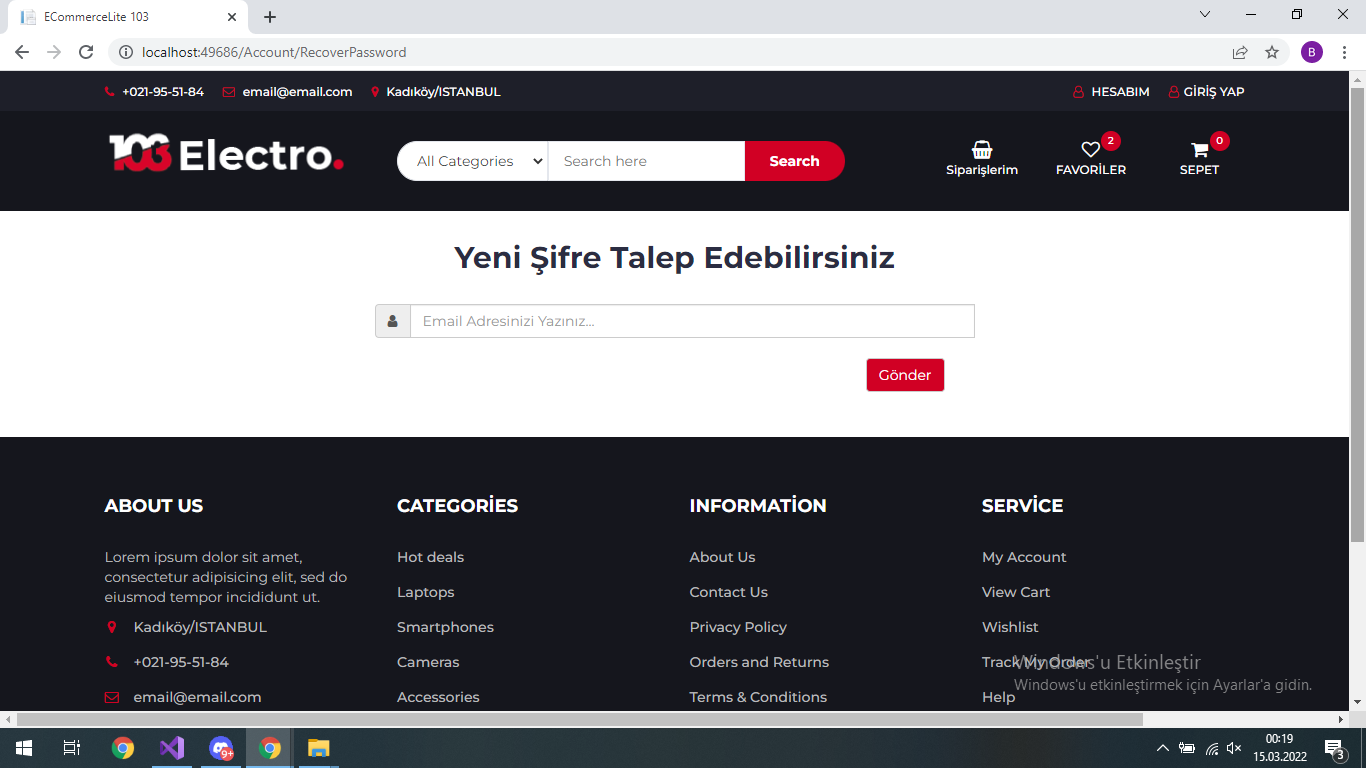 ECommerceLite 103
localhost:49686/Account/RecoverPassword
B
+021-95-51-84 email@email.com Kadıköy/ISTANBUL HESABIM GİRİŞ YAP
103 Electro.
All Categories Search here Search
2 0
Siparişlerim FAVORİLER SEPET
Yeni Şifre Talep Edebilirsiniz
Email Adresinizi Yazınız...
Gönder
ABOUT US CATEGORİES INFORMATİON SERVİCE
Lorem ipsum dolor sit amet,
consectetur adipisicing elit, sed do
eiusmod tempor incididunt ut.
Kadıköy/ISTANBUL
+021-95-51-84
email@email.com
Hot deals
Laptops
Smartphones
Cameras
Accessories
About Us
Contact Us
Privacy Policy
Orders and Returns
Terms & Conditions
My Account
View Cart
Wishlist
Track My Order
Help
Windows'u Etkinleştir
Windows'u etkinleştirmek için Ayarlar'a gidin.
9+
00:19
15.03.2022
3